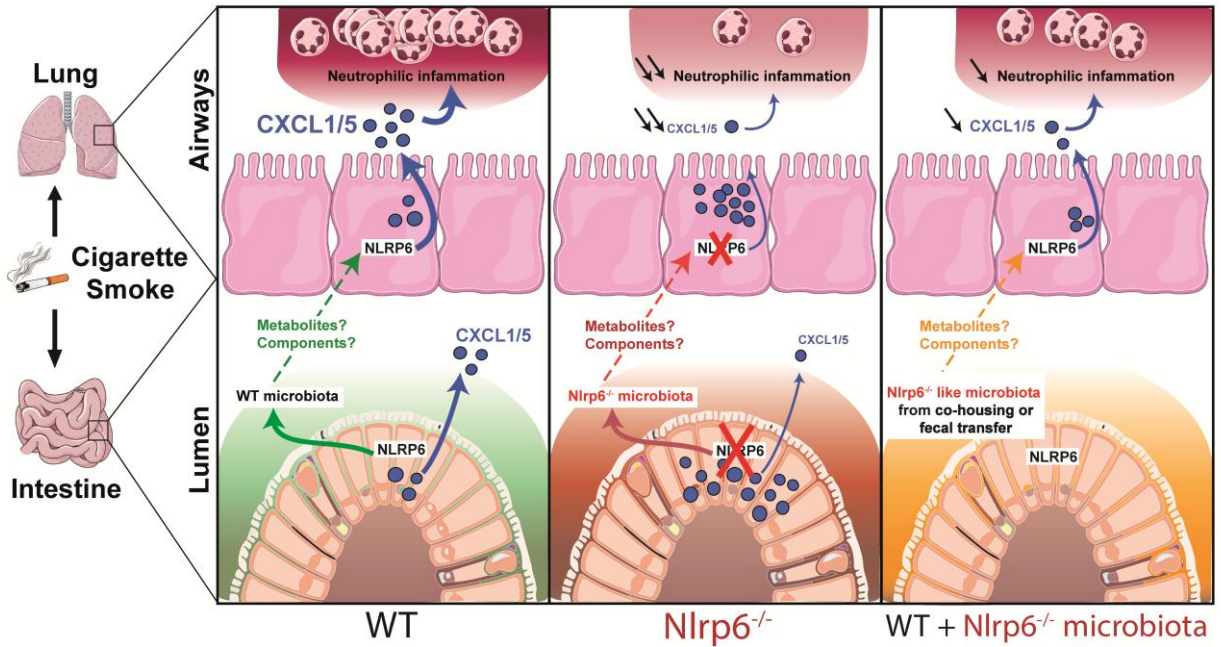 Lung
Cigarette
Smoke
Intestine
Airways
Lumen
Neutrophilic infammation
CXCL1/5
NLRP6
Metabolites?
Components?
CXCL1/5
WT microbiota
NLRP6
WT
Neutrophilic infammation
CXCL1/5
NLRP6
Metabolites?
Components?
CXCL1/5
Nlrp6-/- microbiota
NLRP6
Nlrp6-/-
Neutrophilic infammation
CXCL1/5
NLRP6
Metabolites?
Components?
Nlrp6-/- like microbiota
from co-housing or
fecal transfer
NLRP6
WT + Nlrp6-/- microbiota